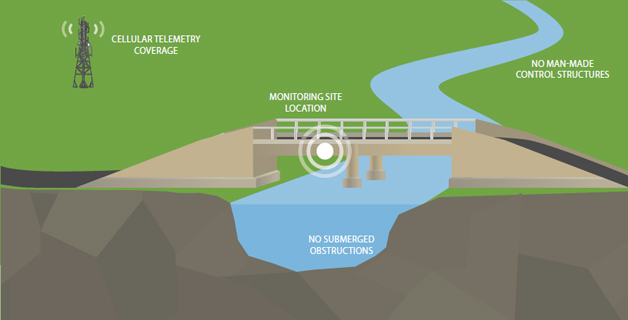 CELLULAR TELEMETRY
COVERAGE
NO MAN-MADE
CONTROL STRUCTURES
MONITORING SITE
LOCATION
NO SUBMERGED
OBSTRUCTIONS